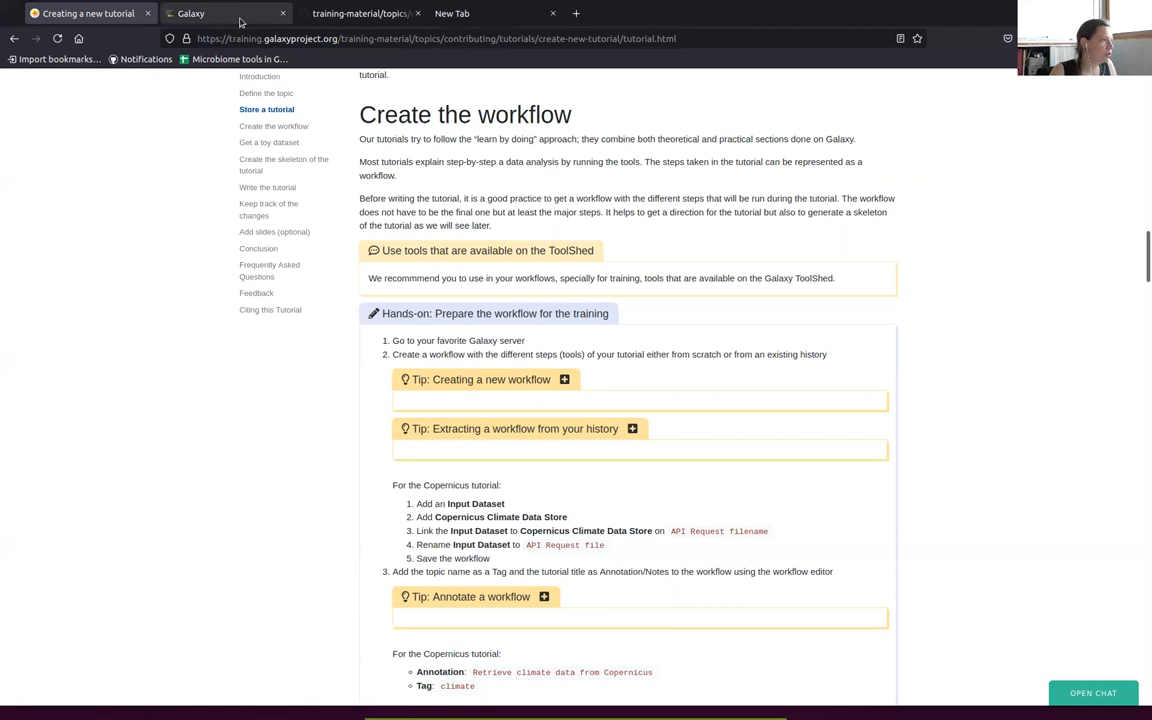 Creating a new tutorial
Galaxy
training-material/topics/
New Tab
https://training.galaxyproject.org/training-material/topics/contributing/tutorials/create-new-tutorial/tutorial.html
Import bookmarks...
Notifications
Microbiome tools in G...
Introduction
Define the topic
Store a tutorial
Create the workflow
Get a toy dataset
Create the skeleton of the
tutorial
Write the tutorial
Keep track of the
changes
Add slides (optional)
Conclusion
Frequently Asked
Questions
Feedback
Citing this Tutorial
tutorial.
Create the workflow
Our tutorials try to follow the “learn by doing” approach; they combine both theoretical and practical sections done on Galaxy.
Most tutorials explain step-by-step a data analysis by running the tools. The steps taken in the tutorial can be represented as a
workflow.
Before writing the tutorial, it is a good practice to get a workflow with the different steps that will be run during the tutorial. The workflow
does not have to be the final one but at least the major steps. It helps to get a direction for the tutorial but also to generate a skeleton
of the tutorial as we will see later.
Use tools that are available on the ToolShed
We recommmend you to use in your workflows, specially for training, tools that are available on the Galaxy ToolShed.
Hands-on: Prepare the workflow for the training
1. Go to your favorite Galaxy server
2. Create a workflow with the different steps (tools) of your tutorial either from scratch or from an existing history
Tip: Creating a new workflow
Tip: Extracting a workflow from your history
For the Copernicus tutorial:
1. Add an Input Dataset
2. Add Copernicus Climate Data Store
3. Link the Input Dataset to Copernicus Climate Data Store on API Request filename
4. Rename Input Dataset to API Request file
5. Save the workflow
3. Add the topic name as a Tag and the tutorial title as Annotation/Notes to the workflow using the workflow editor
Tip: Annotate a workflow
For the Copernicus tutorial:
Annotation: Retrieve climate data from Copernicus
Tag: climate
OPEN CHAT